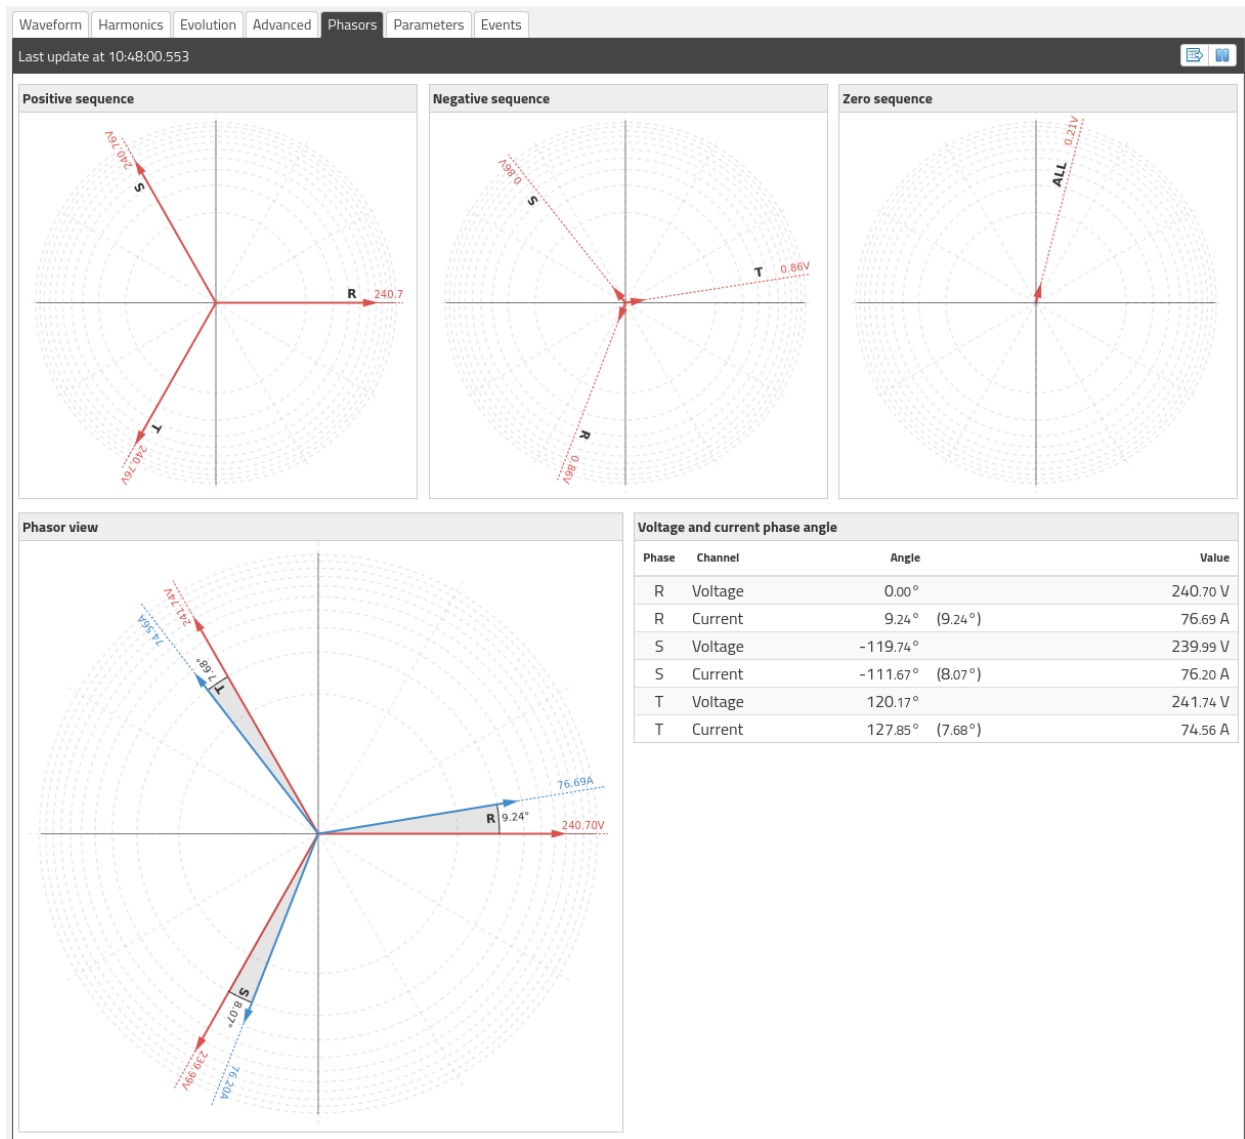 Waveform Harmonics Evolution Advanced Phasors Parameters Events
Last update at 10:48:00.553
Positive sequence
240.76V
S
R
240.7
T
240.76V
Negative sequence
0.86V
S
T
0.86V
R
0.86V
Zero sequence
0.21V
ALL
Phasor view
241.74V
74.56A
7.68°
T
76.69A
R
9.24°
240.70V
S
8.07°
239.99V
76.20A
Voltage and current phase angle
Phase Channel Angle Value
R Voltage 0.00° 240.70 V
R Current 9.24° (9.24°) 76.69 A
S Voltage -119.74° 239.99 V
S Current -111.67° (8.07°) 76.20 A
T Voltage 120.17° 241.74 V
T Current 127.85° (7.68°) 74.56 A